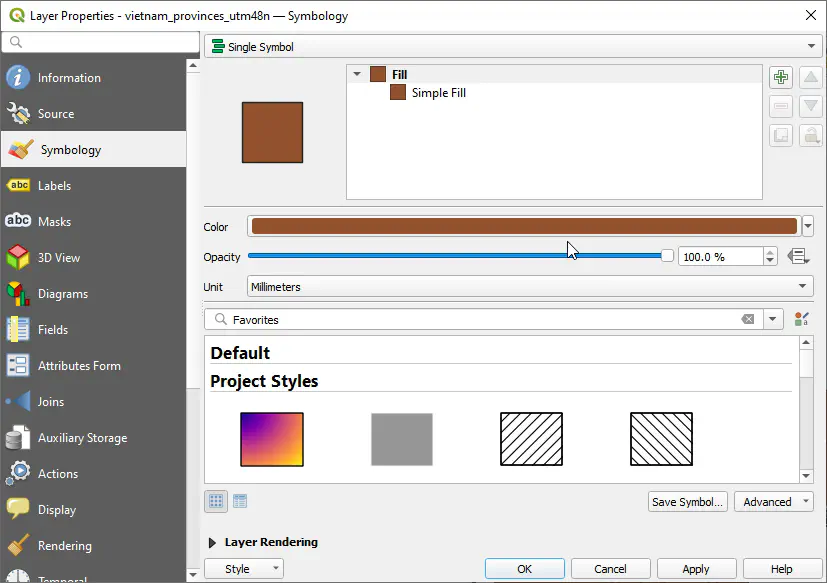 Layer Properties - vietnam_provinces_utm48n — Symbology
Information
Source
Symbology
abc Labels
abc Masks
3D View
Diagrams
Fields
Attributes Form
Joins
Auxiliary Storage
Actions
Display
Rendering
Temporal
Single Symbol
Fill
Simple Fill
Color
Opacity
100.0 %
Unit
Millimeters
Favorites
Default
Project Styles
Save Symbol...
Advanced
Layer Rendering
Style
OK
Cancel
Apply
Help